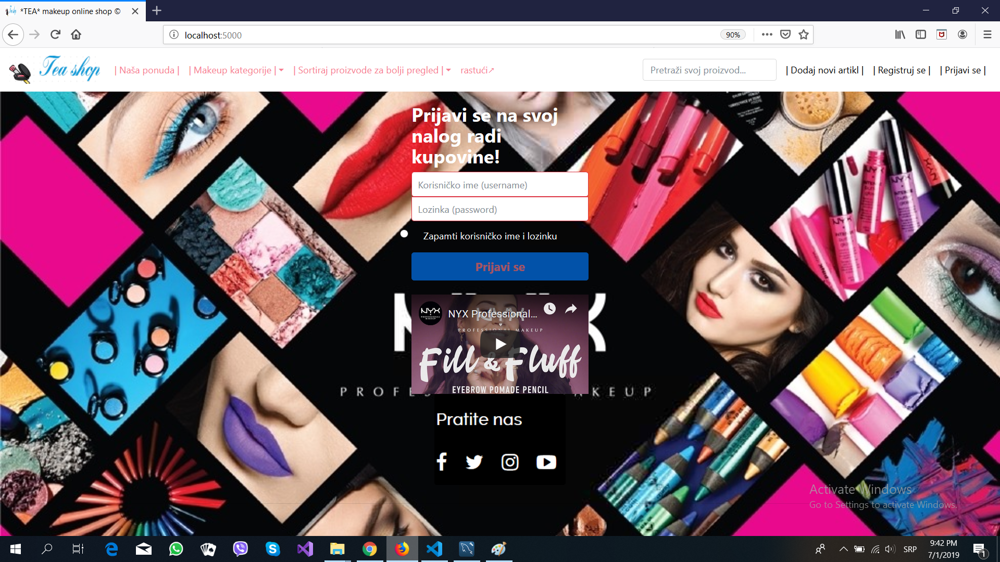 *TEA* makeup online shop ©
localhost:5000
90%
Tea shop
| Naša ponuda |
| Makeup kategorije |
| Sortiraj proizvode za bolji pregled |
rastući↗
Pretraži svoj proizvod...
| Dodaj novi artikl |
| Registruj se |
| Prijavi se |
Prijavi se na svoj
nalog radi
kupovine!
Korisničko ime (username)
Lozinka (password)
Zapamti korisničko ime i lozinku
Prijavi se
NYX Professional...
NYX
PROFESSIONAL MAKEUP
Fill & Fluff
EYEBROW POMADE PENCIL
Pratite nas
Activate Windows
Go to Settings to activate Windows.
SRP
9:42 PM
7/1/2019
1